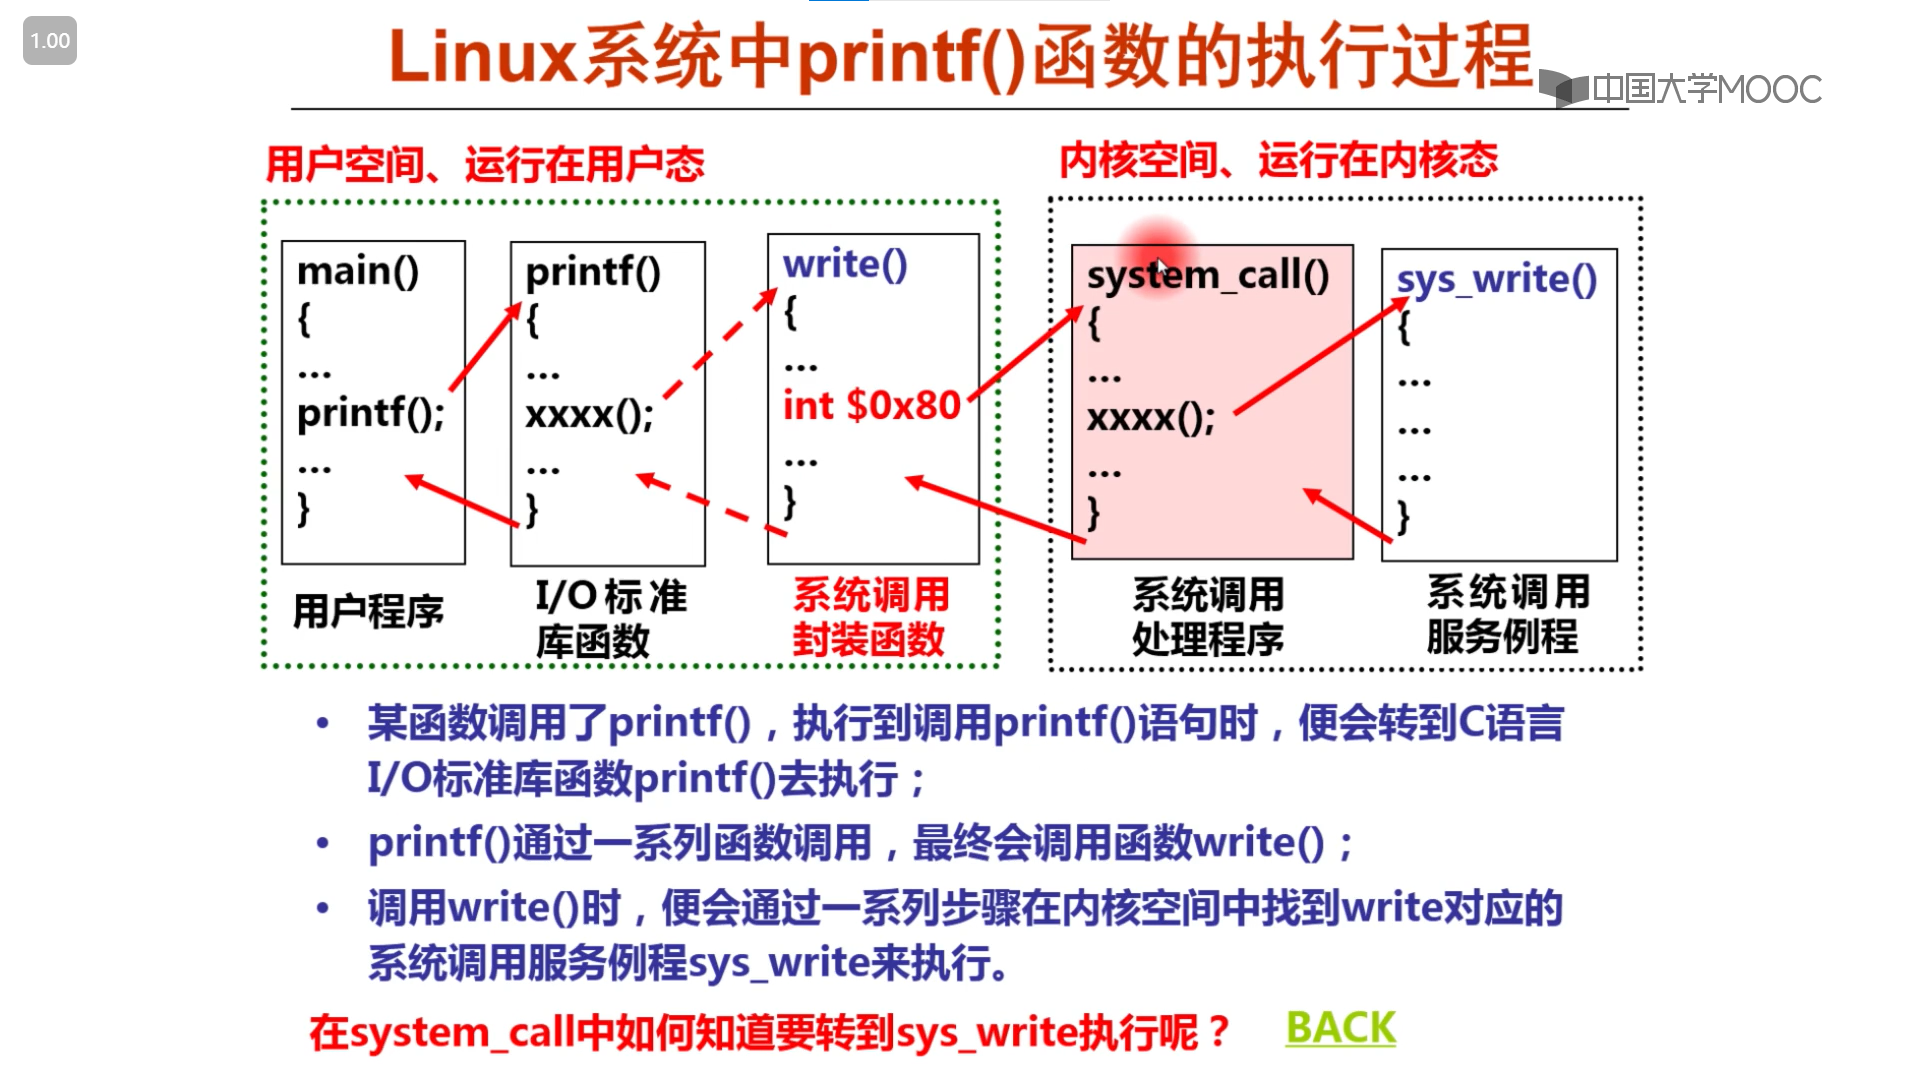 1.00
Linux系统中printf()函数的执行过程
中国大学MOOC
用户空间、运行在用户态
内核空间、运行在内核态
main()
{
...
printf();
...
}
用户程序
printf()
{
...
xxxx();
...
}
I/O标准
库函数
write()
{
...
int $0x80
...
}
系统调用
封装函数
system_call()
{
...
xxxx();
...
}
系统调用
处理程序
sys_write()
{
...
...
...
}
系统调用
服务例程
• 某函数调用了printf()，执行到调用printf()语句时，便会转到C语言
I/O标准库函数printf()去执行；
• printf()通过一系列函数调用，最终会调用函数write()；
• 调用write()时，便会通过一系列步骤在内核空间中找到write对应的
系统调用服务例程sys_write来执行。
在system_call中如何知道要转到sys_write执行呢？
BACK